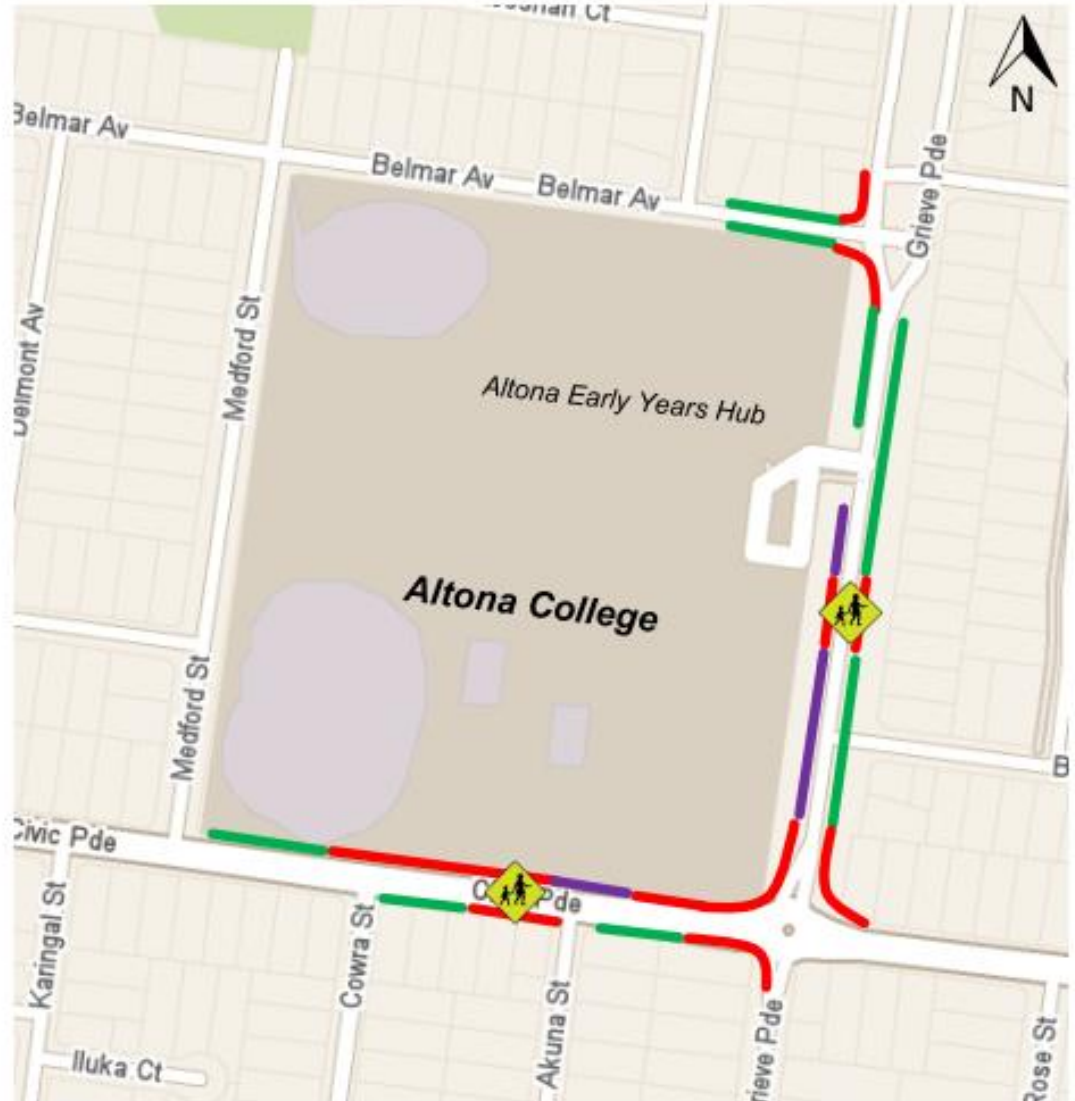 Belmar Av
Belmar Av
Belmar Av
Grieve Pde
N
Delmont Av
Medford St
Altona Early Years Hub
Altona College
Medford St
B
Civic Pde
Pde
Karingal St
Cowra St
Akuna St
Grieve Pde
Rose St
Iluka Ct